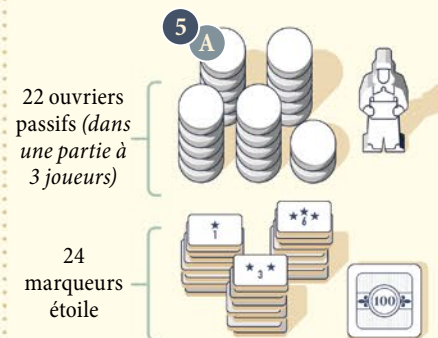 5
A
22 ouvriers
passifs (dans
une partie à
3 joueurs)
24
marqueurs
étoile
★
1
★★
3
★★★
6
100